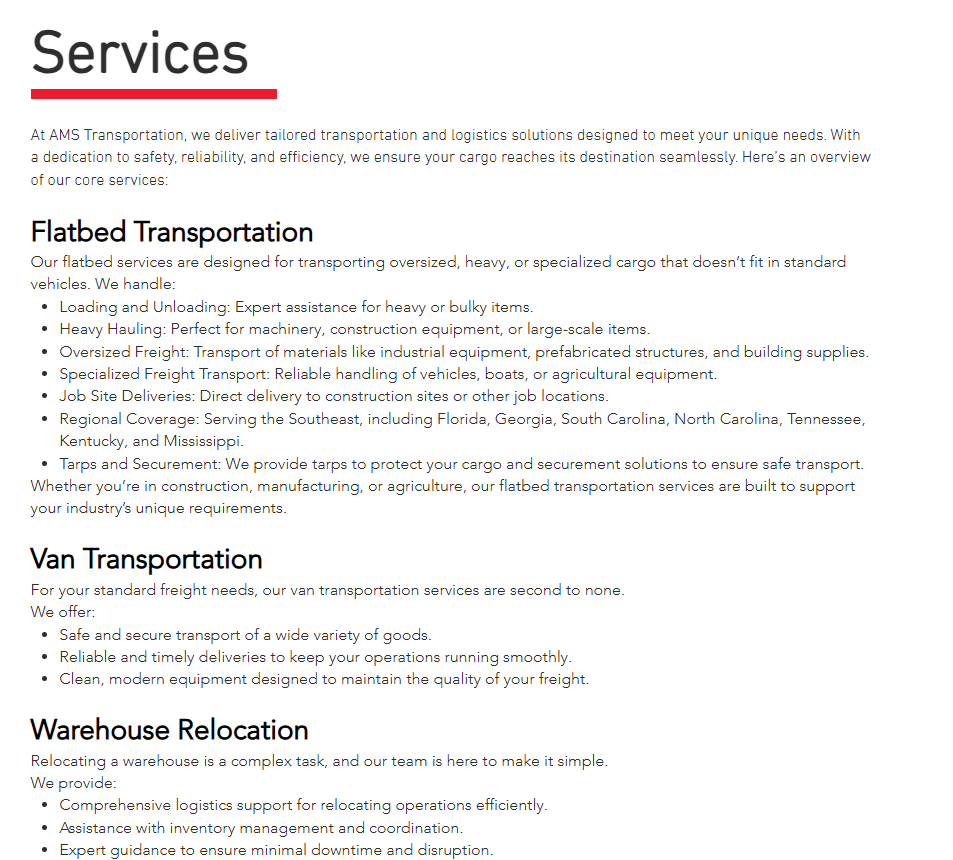 Services
At AMS Transportation, we deliver tailored transportation and logistics solutions designed to meet your unique needs. With
a dedication to safety, reliability, and efficiency, we ensure your cargo reaches its destination seamlessly. Here's an overview
of our core services:
Flatbed Transportation
Our flatbed services are designed for transporting oversized, heavy, or specialized cargo that doesn't fit in standard
vehicles. We handle:
• Loading and Unloading: Expert assistance for heavy or bulky items.
• Heavy Hauling: Perfect for machinery, construction equipment, or large-scale items.
• Oversized Freight: Transport of materials like industrial equipment, prefabricated structures, and building supplies.
• Specialized Freight Transport: Reliable handling of vehicles, boats, or agricultural equipment.
• Job Site Deliveries: Direct delivery to construction sites or other job locations.
• Regional Coverage: Serving the Southeast, including Florida, Georgia, South Carolina, North Carolina, Tennessee,
Kentucky, and Mississippi.
• Tarps and Securement: We provide tarps to protect your cargo and securement solutions to ensure safe transport.
Whether you're in construction, manufacturing, or agriculture, our flatbed transportation services are built to support
your industry's unique requirements.
Van Transportation
For your standard freight needs, our van transportation services are second to none.
We offer:
• Safe and secure transport of a wide variety of goods.
• Reliable and timely deliveries to keep your operations running smoothly.
• Clean, modern equipment designed to maintain the quality of your freight.
Warehouse Relocation
Relocating a warehouse is a complex task, and our team is here to make it simple.
We provide:
• Comprehensive logistics support for relocating operations efficiently.
• Assistance with inventory management and coordination.
• Expert guidance to ensure minimal downtime and disruption.